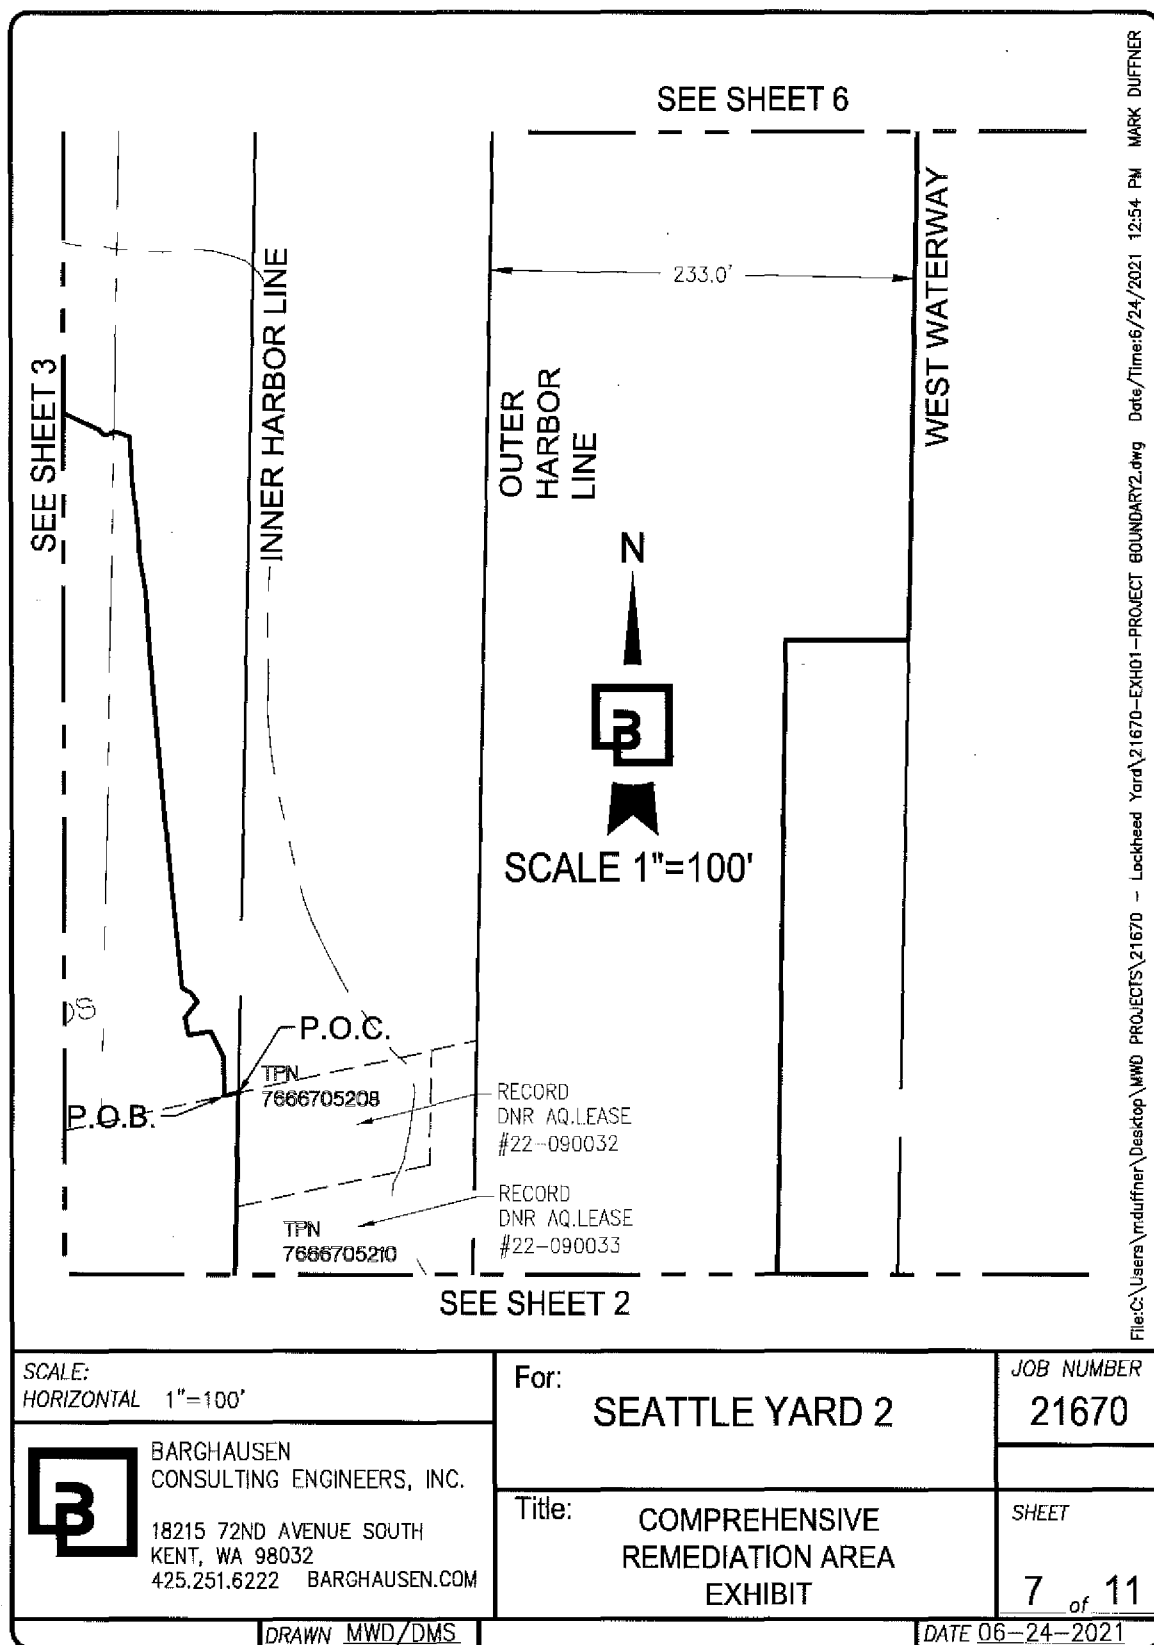 SEE SHEET 6
SEE SHEET 3
INNER HARBOR LINE
233.0'
OUTER
HARBOR
LINE
WEST WATERWAY
N
B
SCALE 1"=100'
P.O.C.
TPN
7666705208
P.O.B.
RECORD
DNR AQ.LEASE
#22-090032
RECORD
DNR AQ.LEASE
#22-090033
TPN
7666705210
SEE SHEET 2
File:C:\Users\mduffner\Desktop\MWD PROJECTS\21670 - Lockheed Yard\21670-EXH01-PROJECT BOUNDARY2.dwg Date/Time:6/24/2021 12:54 PM MARK DUFFNER
SCALE:
HORIZONTAL 1"=100'
B
BARGHAUSEN
CONSULTING ENGINEERS, INC.
18215 72ND AVENUE SOUTH
KENT, WA 98032
425.251.6222 BARGHAUSEN.COM
For:
SEATTLE YARD 2
JOB NUMBER
21670
Title:
COMPREHENSIVE
REMEDIATION AREA
EXHIBIT
SHEET
7 of 11
DRAWN MWD/DMS
DATE 06-24-2021